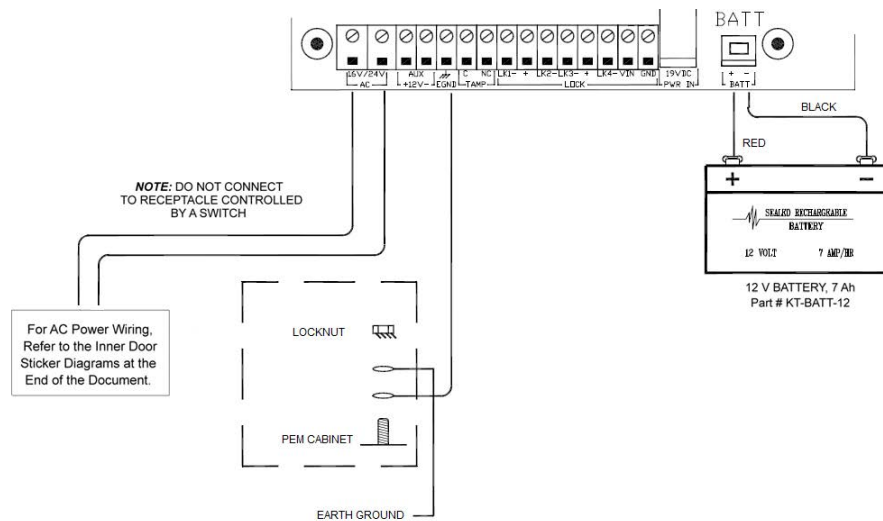 BATT
16V/24V AUX C NC LK1- + LK2- LK3- + LK4- VIN GND 19VDC + -
AC +12V- EGND TAMP LOCK PWR IN BATT
BLACK
RED
+ -
NOTE: DO NOT CONNECT
TO RECEPTACLE CONTROLLED
BY A SWITCH
SEALED RECHARGEABLE
BATTERY
12 VOLT 7 AMP/HR
12 V BATTERY, 7 Ah
Part # KT-BATT-12
For AC Power Wiring,
Refer to the Inner Door
Sticker Diagrams at the
End of the Document.
LOCKNUT
PEM CABINET
EARTH GROUND